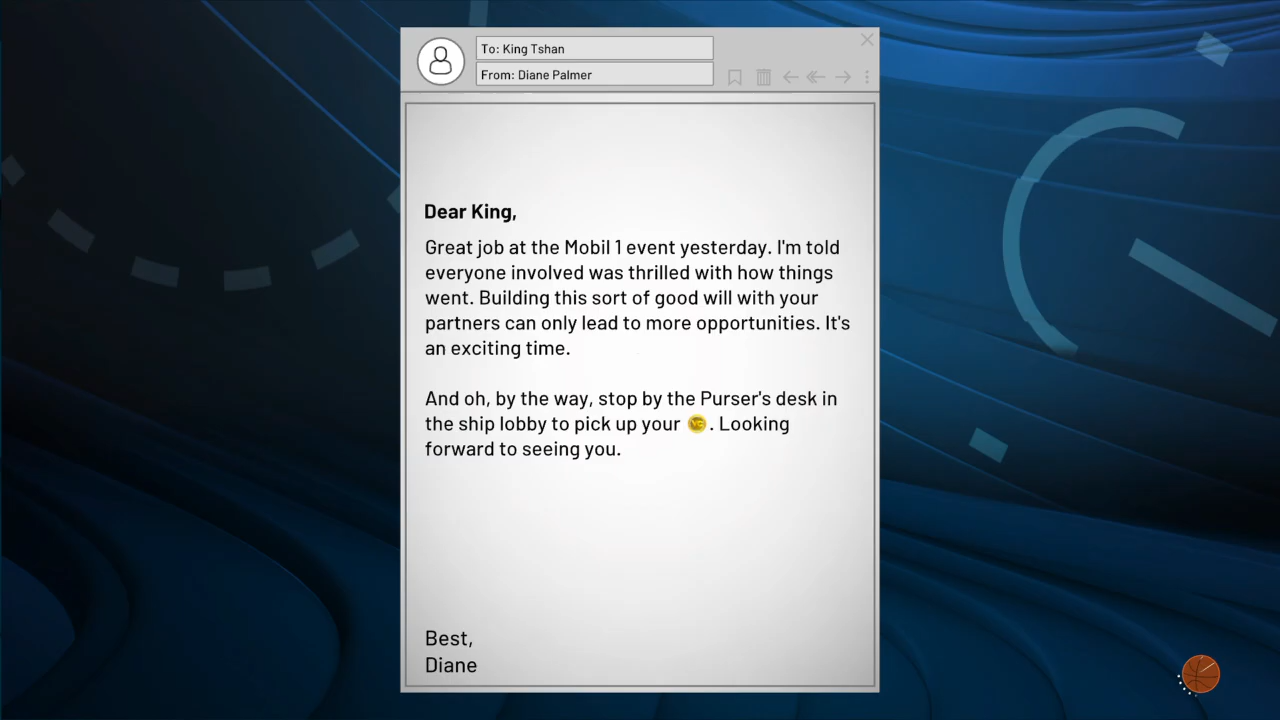 To: King Tshan
From: Diane Palmer
Dear King,
Great job at the Mobil 1 event yesterday. I'm told
everyone involved was thrilled with how things
went. Building this sort of good will with your
partners can only lead to more opportunities. It's
an exciting time.
And oh, by the way, stop by the Purser's desk in
the ship lobby to pick up your VC. Looking
forward to seeing you.
Best,
Diane